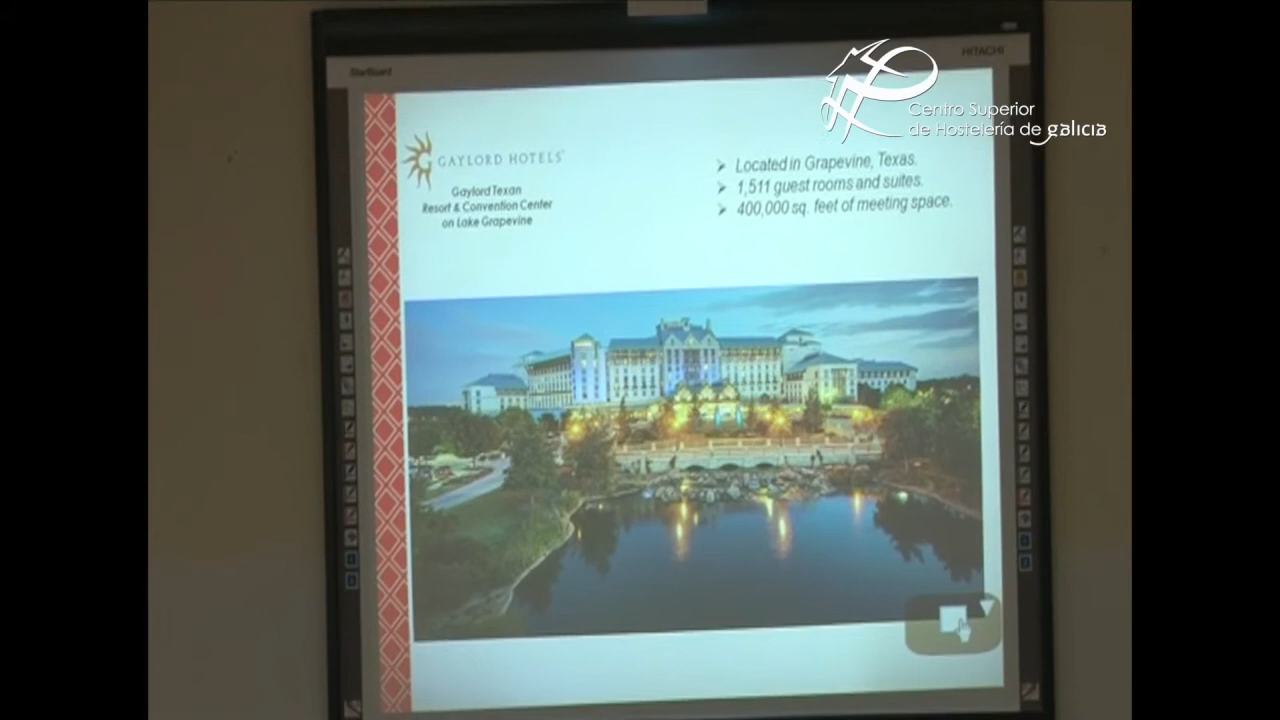 StarBoard
HITACHI
Centro Superior
de Hostelería de galicia
GAYLORD HOTELS
Gaylord Texan
Resort & Convention Center
on Lake Grapevine
➢ Located in Grapevine, Texas.
➢ 1,511 guest rooms and suites.
➢ 400,000 sq. feet of meeting space.